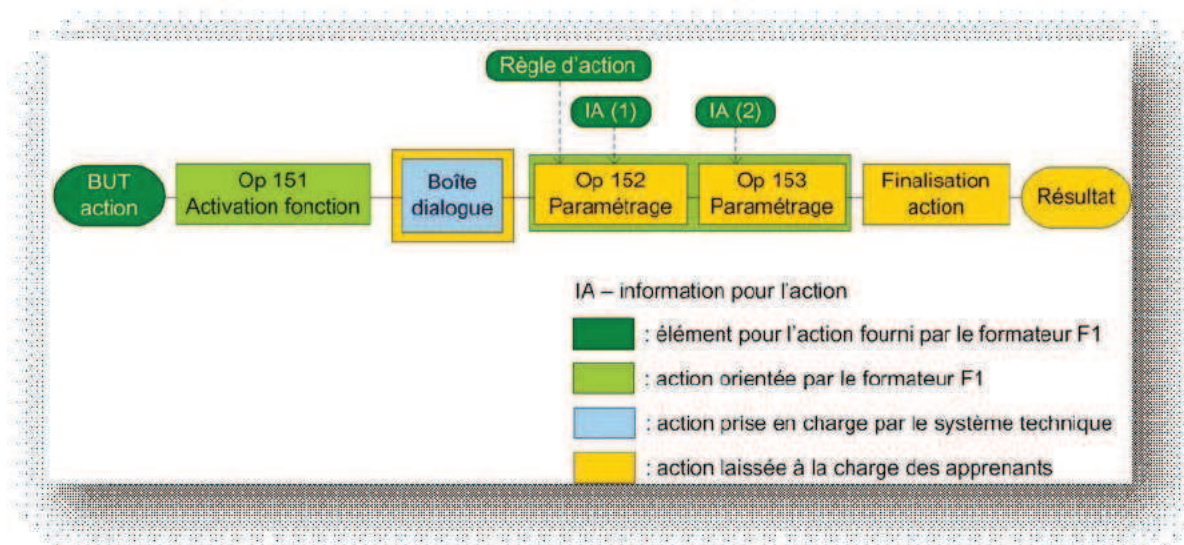 Règle d'action
IA (1)
IA (2)
BUT
action
Op 151
Activation fonction
Boîte
dialogue
Op 152
Paramétrage
Op 153
Paramétrage
Finalisation
action
Résultat
IA – information pour l'action
: élément pour l'action fourni par le formateur F1
: action orientée par le formateur F1
: action prise en charge par le système technique
: action laissée à la charge des apprenants